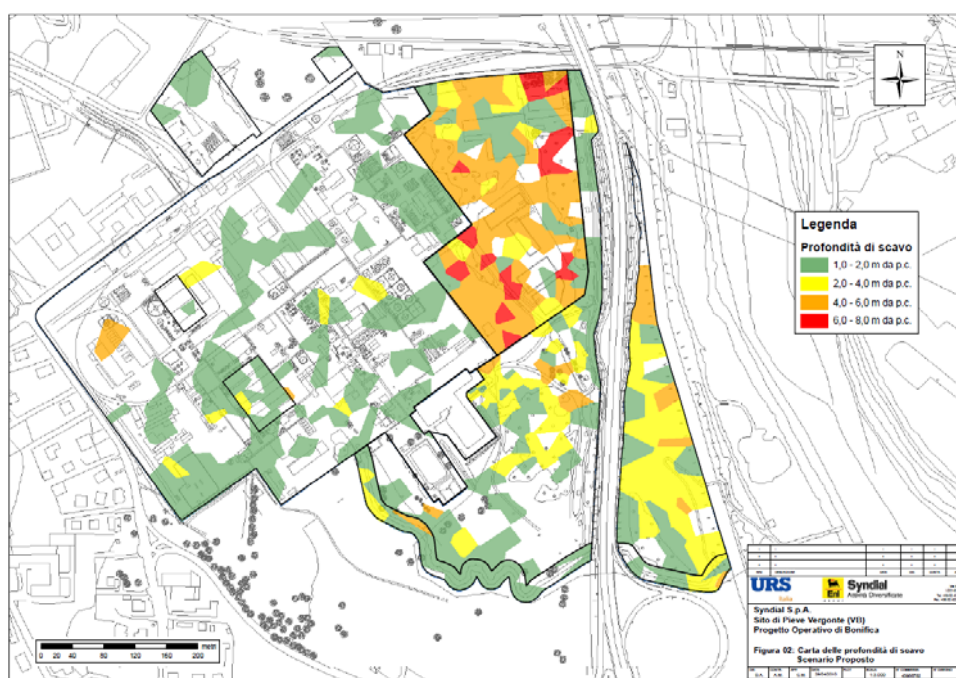 N
Legenda
Profondità di scavo
1,0 - 2,0 m da p.c.
2,0 - 4,0 m da p.c.
4,0 - 6,0 m da p.c.
6,0 - 8,0 m da p.c.
metri
0 20 40 80 120 160 200
URS
Italia
Eni
Syndial
Attività Diversificate
Syndial S.p.A.
Sito di Pieve Vergonte (VB)
Progetto Operativo di Bonifica
Figura 02: Carta delle profondità di scavo
Scenario Proposto